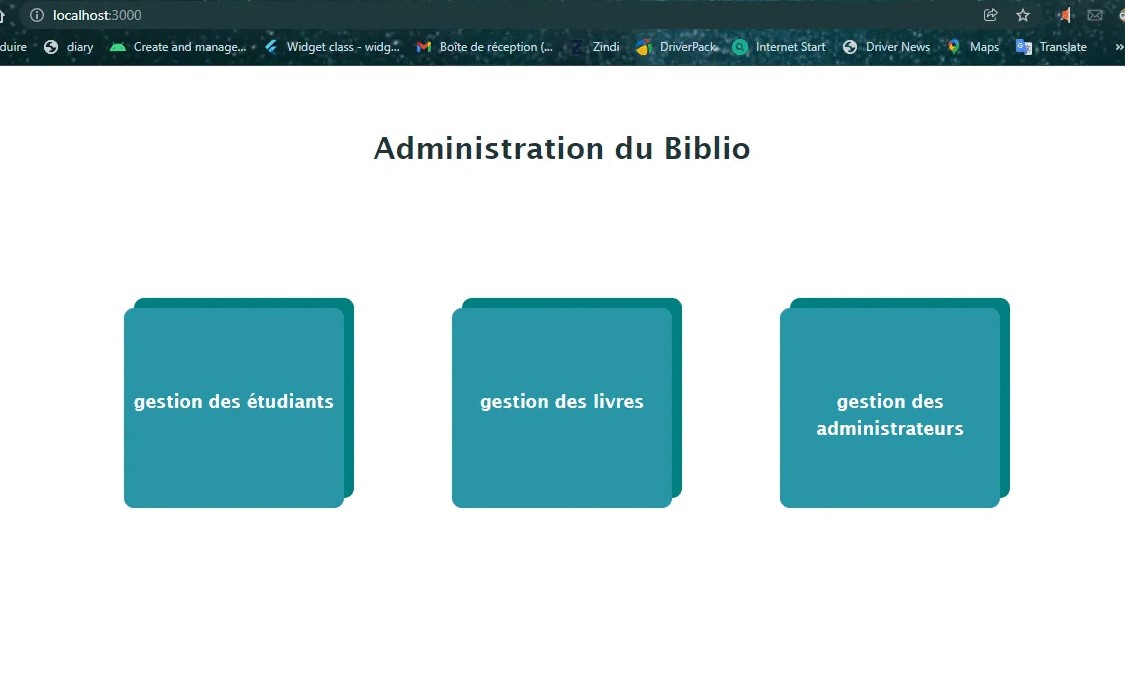 localhost:3000
duire diary Create and manage... Widget class - widg... Boîte de réception (... Zindi DriverPack Internet Start Driver News Maps Translate »
Administration du Biblio
gestion des étudiants
gestion des livres
gestion des
administrateurs